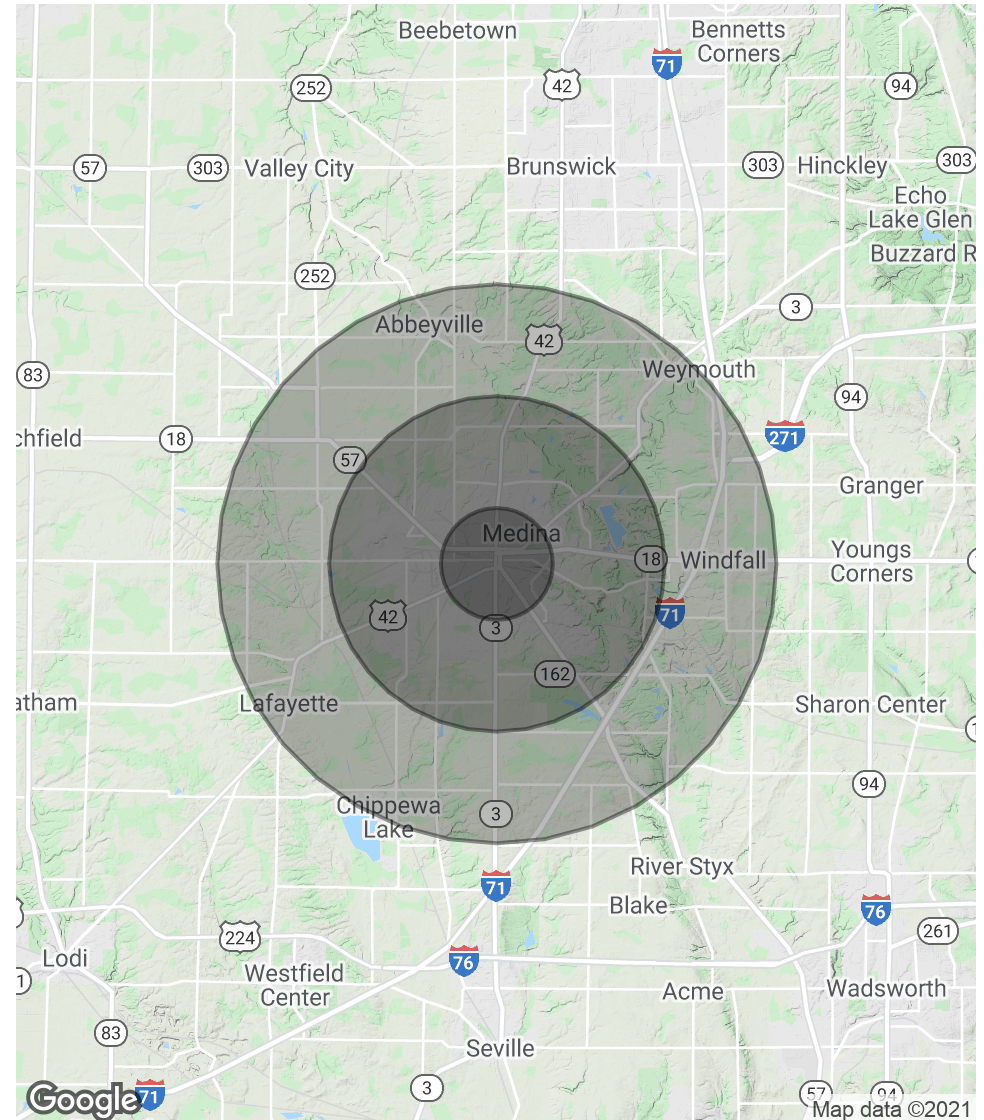 Beebetown
Bennetts
Corners
71
42
252
94
57
303
Valley City
Brunswick
303
Hinckley
303
Echo
Lake Glen
Buzzard R
252
3
Abbeyville
42
Weymouth
83
94
chfield
18
271
57
Granger
Medina
18
Windfall
Youngs
Corners
42
3
71
162
atham
Lafayette
Sharon Center
94
Chippewa
Lake
3
River Styx
71
Blake
76
261
224
Lodi
76
Westfield
Center
Acme
Wadsworth
1
83
Seville
3
71
57
94
Google
Map data ©2021